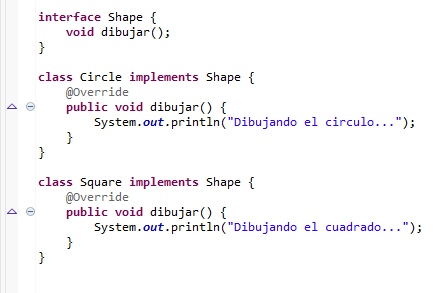 interface Shape {
void dibujar();
}
class Circle implements Shape {
@Override
public void dibujar() {
System.out.println("Dibujando el circulo...");
}
}
class Square implements Shape {
@Override
public void dibujar() {
System.out.println("Dibujando el cuadrado...");
}
}